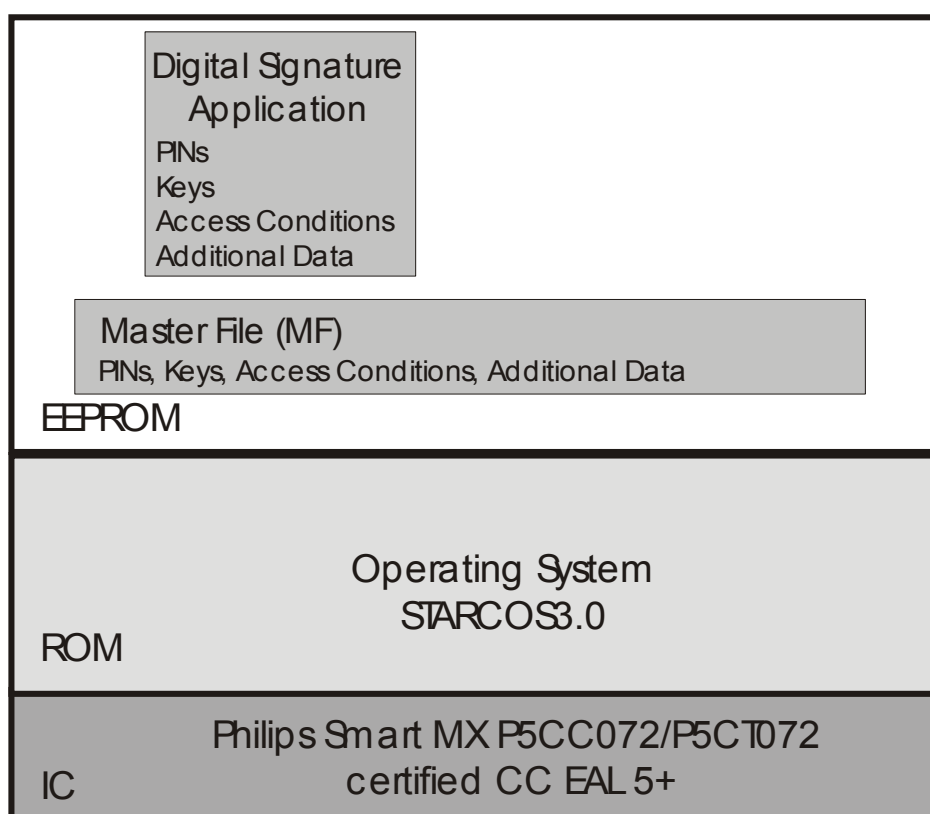 Digital Signature
Application
PINs
Keys
Access Conditions
Additional Data
Master File (MF)
PINs, Keys, Access Conditions, Additional Data
EEPROM
Operating System
STARCOS3.0
ROM
Philips Smart MX P5CC072/P5CT072
certified CC EAL 5+
IC